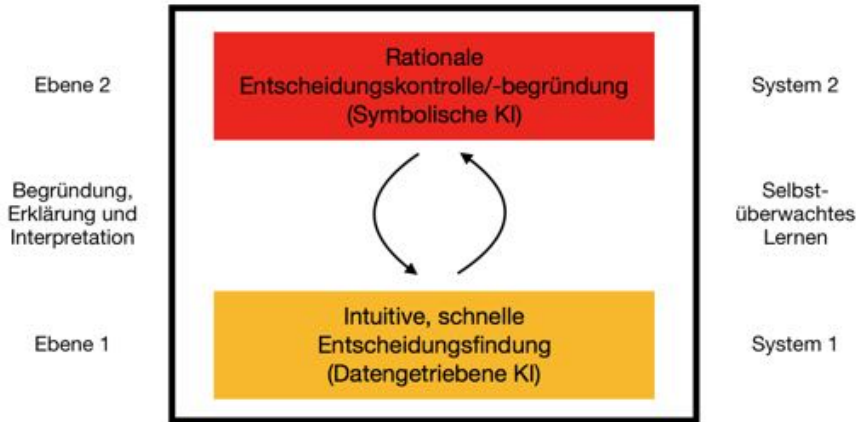 Rationale
Entscheidungskontrolle/-begründung
(Symbolische KI)
Ebene 2
System 2
Begründung,
Erklärung und
Interpretation
Selbst-
überwachtes
Lernen
Intuitive, schnelle
Entscheidungsfindung
(Datengetriebene KI)
Ebene 1
System 1